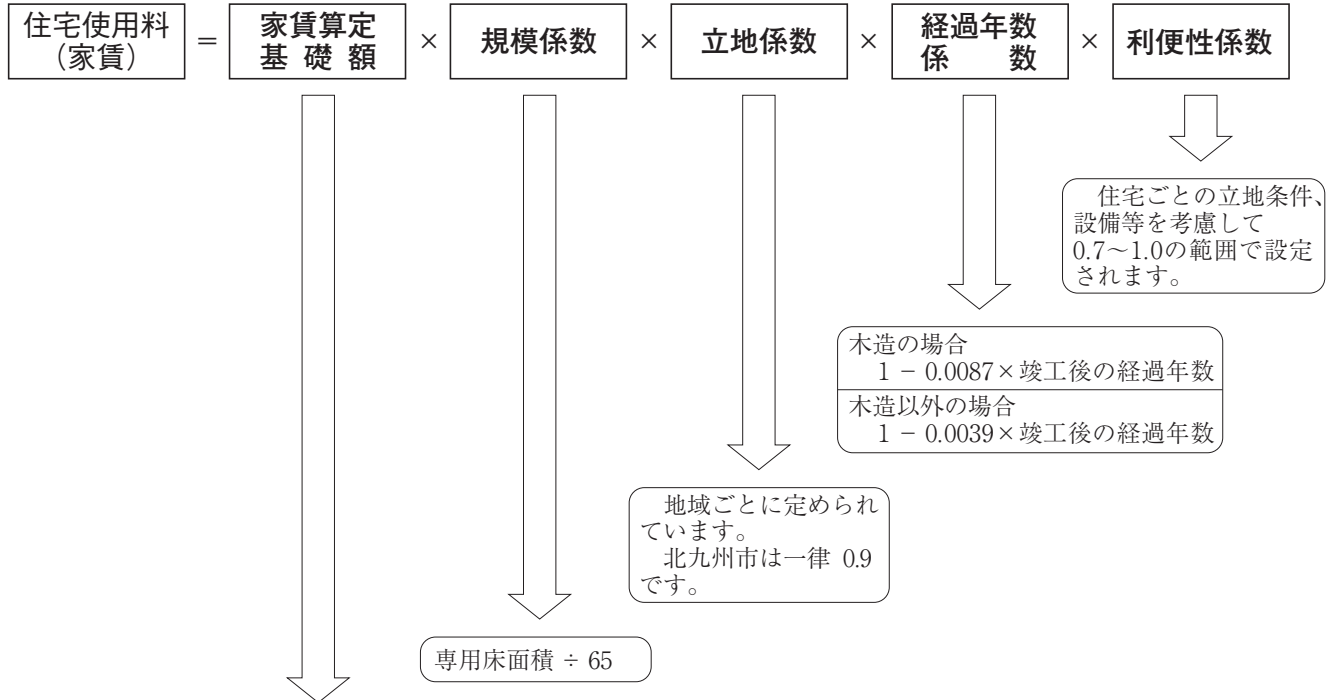 住宅使用料
（家賃）
＝
家賃算定
基 礎 額
×
規模係数
×
立地係数
×
経過年数
係　　数
×
利便性係数
住宅ごとの立地条件、
設備等を考慮して
0.7～1.0の範囲で設定
されます。
木造の場合
1 − 0.0087×竣工後の経過年数
木造以外の場合
1 − 0.0039×竣工後の経過年数
地域ごとに定められ
ています。
北九州市は一律 0.9
です。
専用床面積 ÷ 65